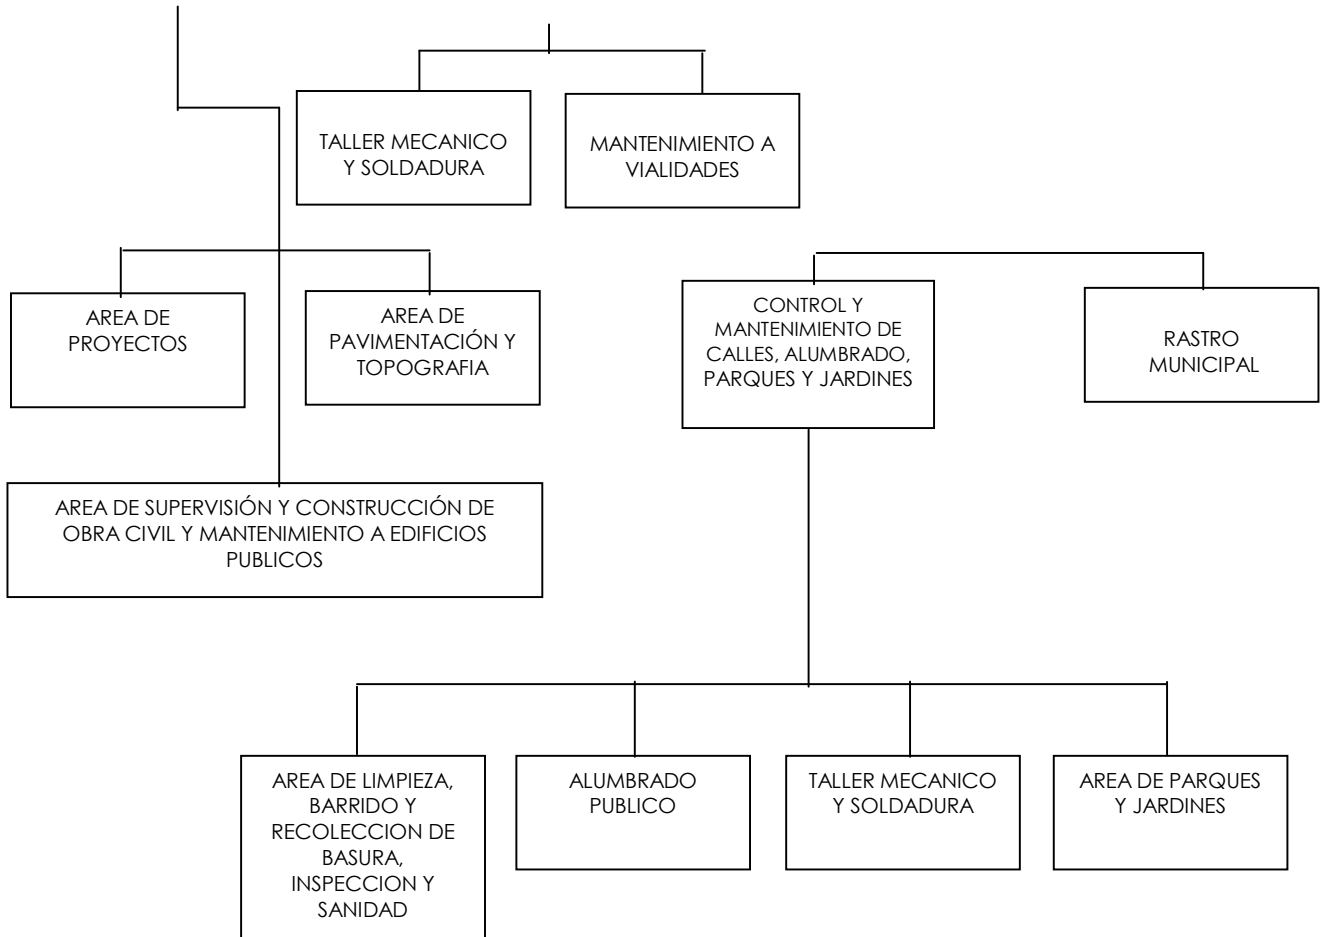 TALLER MECANICO
Y SOLDADURA
MANTENIMIENTO A
VIALIDADES
AREA DE
PROYECTOS
AREA DE
PAVIMENTACIÓN Y
TOPOGRAFIA
CONTROL Y
MANTENIMIENTO DE
CALLES, ALUMBRADO,
PARQUES Y JARDINES
RASTRO
MUNICIPAL
AREA DE SUPERVISIÓN Y CONSTRUCCIÓN DE
OBRA CIVIL Y MANTENIMIENTO A EDIFICIOS
PUBLICOS
AREA DE LIMPIEZA,
BARRIDO Y
RECOLECCION DE
BASURA,
INSPECCION Y
SANIDAD
ALUMBRADO
PUBLICO
TALLER MECANICO
Y SOLDADURA
AREA DE PARQUES
Y JARDINES